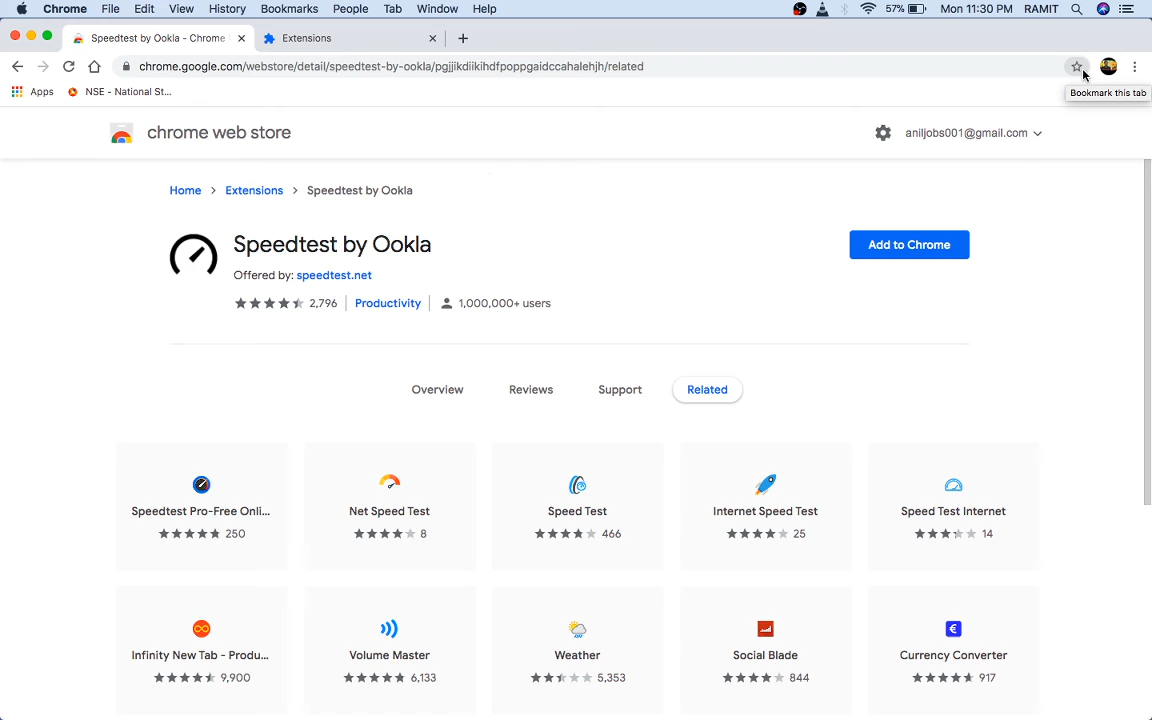 Chrome File Edit View History Bookmarks People Tab Window Help 57% Mon 11:30 PM RAMIT
Speedtest by Ookla - Chrome Extensions
chrome.google.com/webstore/detail/speedtest-by-ookla/pgjjikdiikihdfpoppgaidccahalehjh/related
Apps NSE - National St...
Bookmark this tab
chrome web store aniljobs001@gmail.com
Home > Extensions > Speedtest by Ookla
Speedtest by Ookla
Add to Chrome
Offered by: speedtest.net
2,796 Productivity 1,000,000+ users
Overview Reviews Support Related
Speedtest Pro-Free Onli... Net Speed Test Speed Test Internet Speed Test Speed Test Internet
250 8 466 25 14
Infinity New Tab - Produ... Volume Master Weather Social Blade Currency Converter
9,900 6,133 5,353 844 917